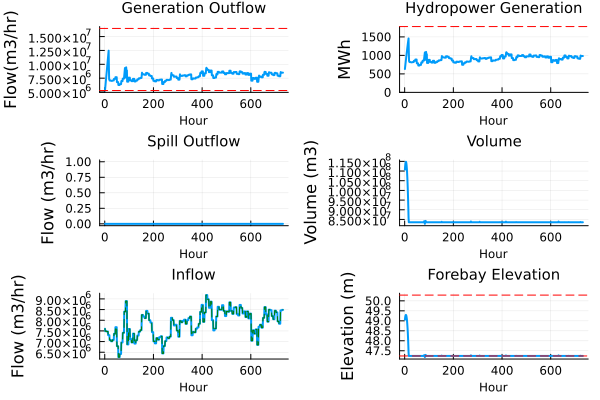 Generation Outflow
Flow(m3/hr)
1.500×10⁷
1.250×10⁷
1.000×10⁷
7.500×10⁶
5.000×10⁶
0 200 400 600
Hour
Hydropower Generation
MWh
1500
1000
500
0
0 200 400 600
Hour
Spill Outflow
Flow (m3/hr)
1.00
0.75
0.50
0.25
0.00
0 200 400 600
Hour
Volume
Volume (m3)
1.150×10⁸
1.100×10⁸
1.050×10⁸
1.000×10⁸
9.500×10⁷
9.000×10⁷
8.500×10⁷
0 200 400 600
Hour
Inflow
Flow (m3/hr)
9.00×10⁶
8.50×10⁶
8.00×10⁶
7.50×10⁶
7.00×10⁶
6.50×10⁶
0 200 400 600
Hour
Forebay Elevation
Elevation (m)
50.0
49.5
49.0
48.5
48.0
47.5
0 200 400 600
Hour